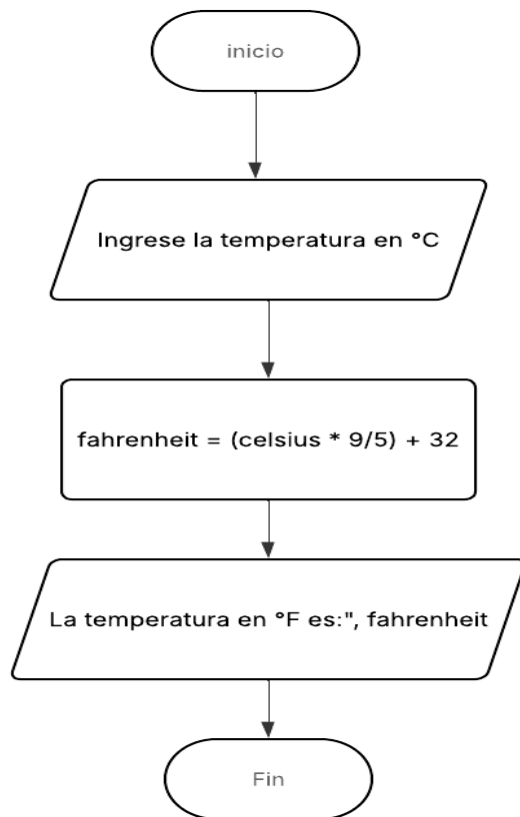 inicio
Ingrese la temperatura en °C
fahrenheit = (celsius * 9/5) + 32
La temperatura en °F es:", fahrenheit
Fin